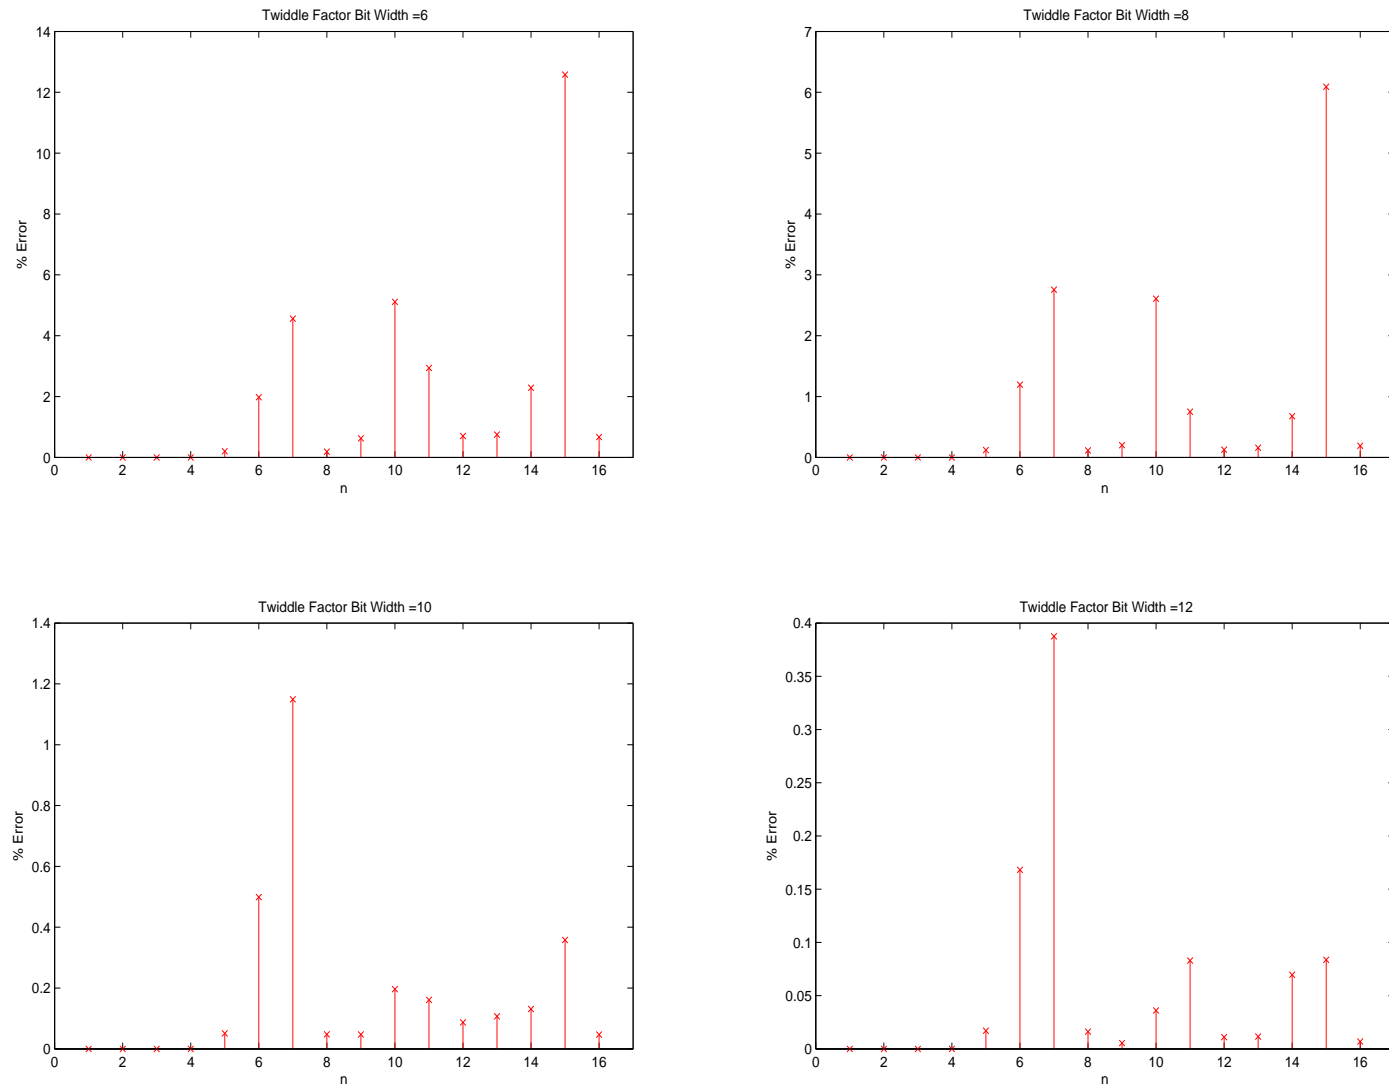 Twiddle Factor Bit Width =6
14
12
10
8
6
4
2
0
% Error
0 2 4 6 8 10 12 14 16
n
Twiddle Factor Bit Width =8
7
6
5
4
3
2
1
0
% Error
0 2 4 6 8 10 12 14 16
n
Twiddle Factor Bit Width =10
1.4
1.2
1
0.8
0.6
0.4
0.2
0
% Error
0 2 4 6 8 10 12 14 16
n
Twiddle Factor Bit Width =12
0.4
0.35
0.3
0.25
0.2
0.15
0.1
0.05
0
% Error
0 2 4 6 8 10 12 14 16
n